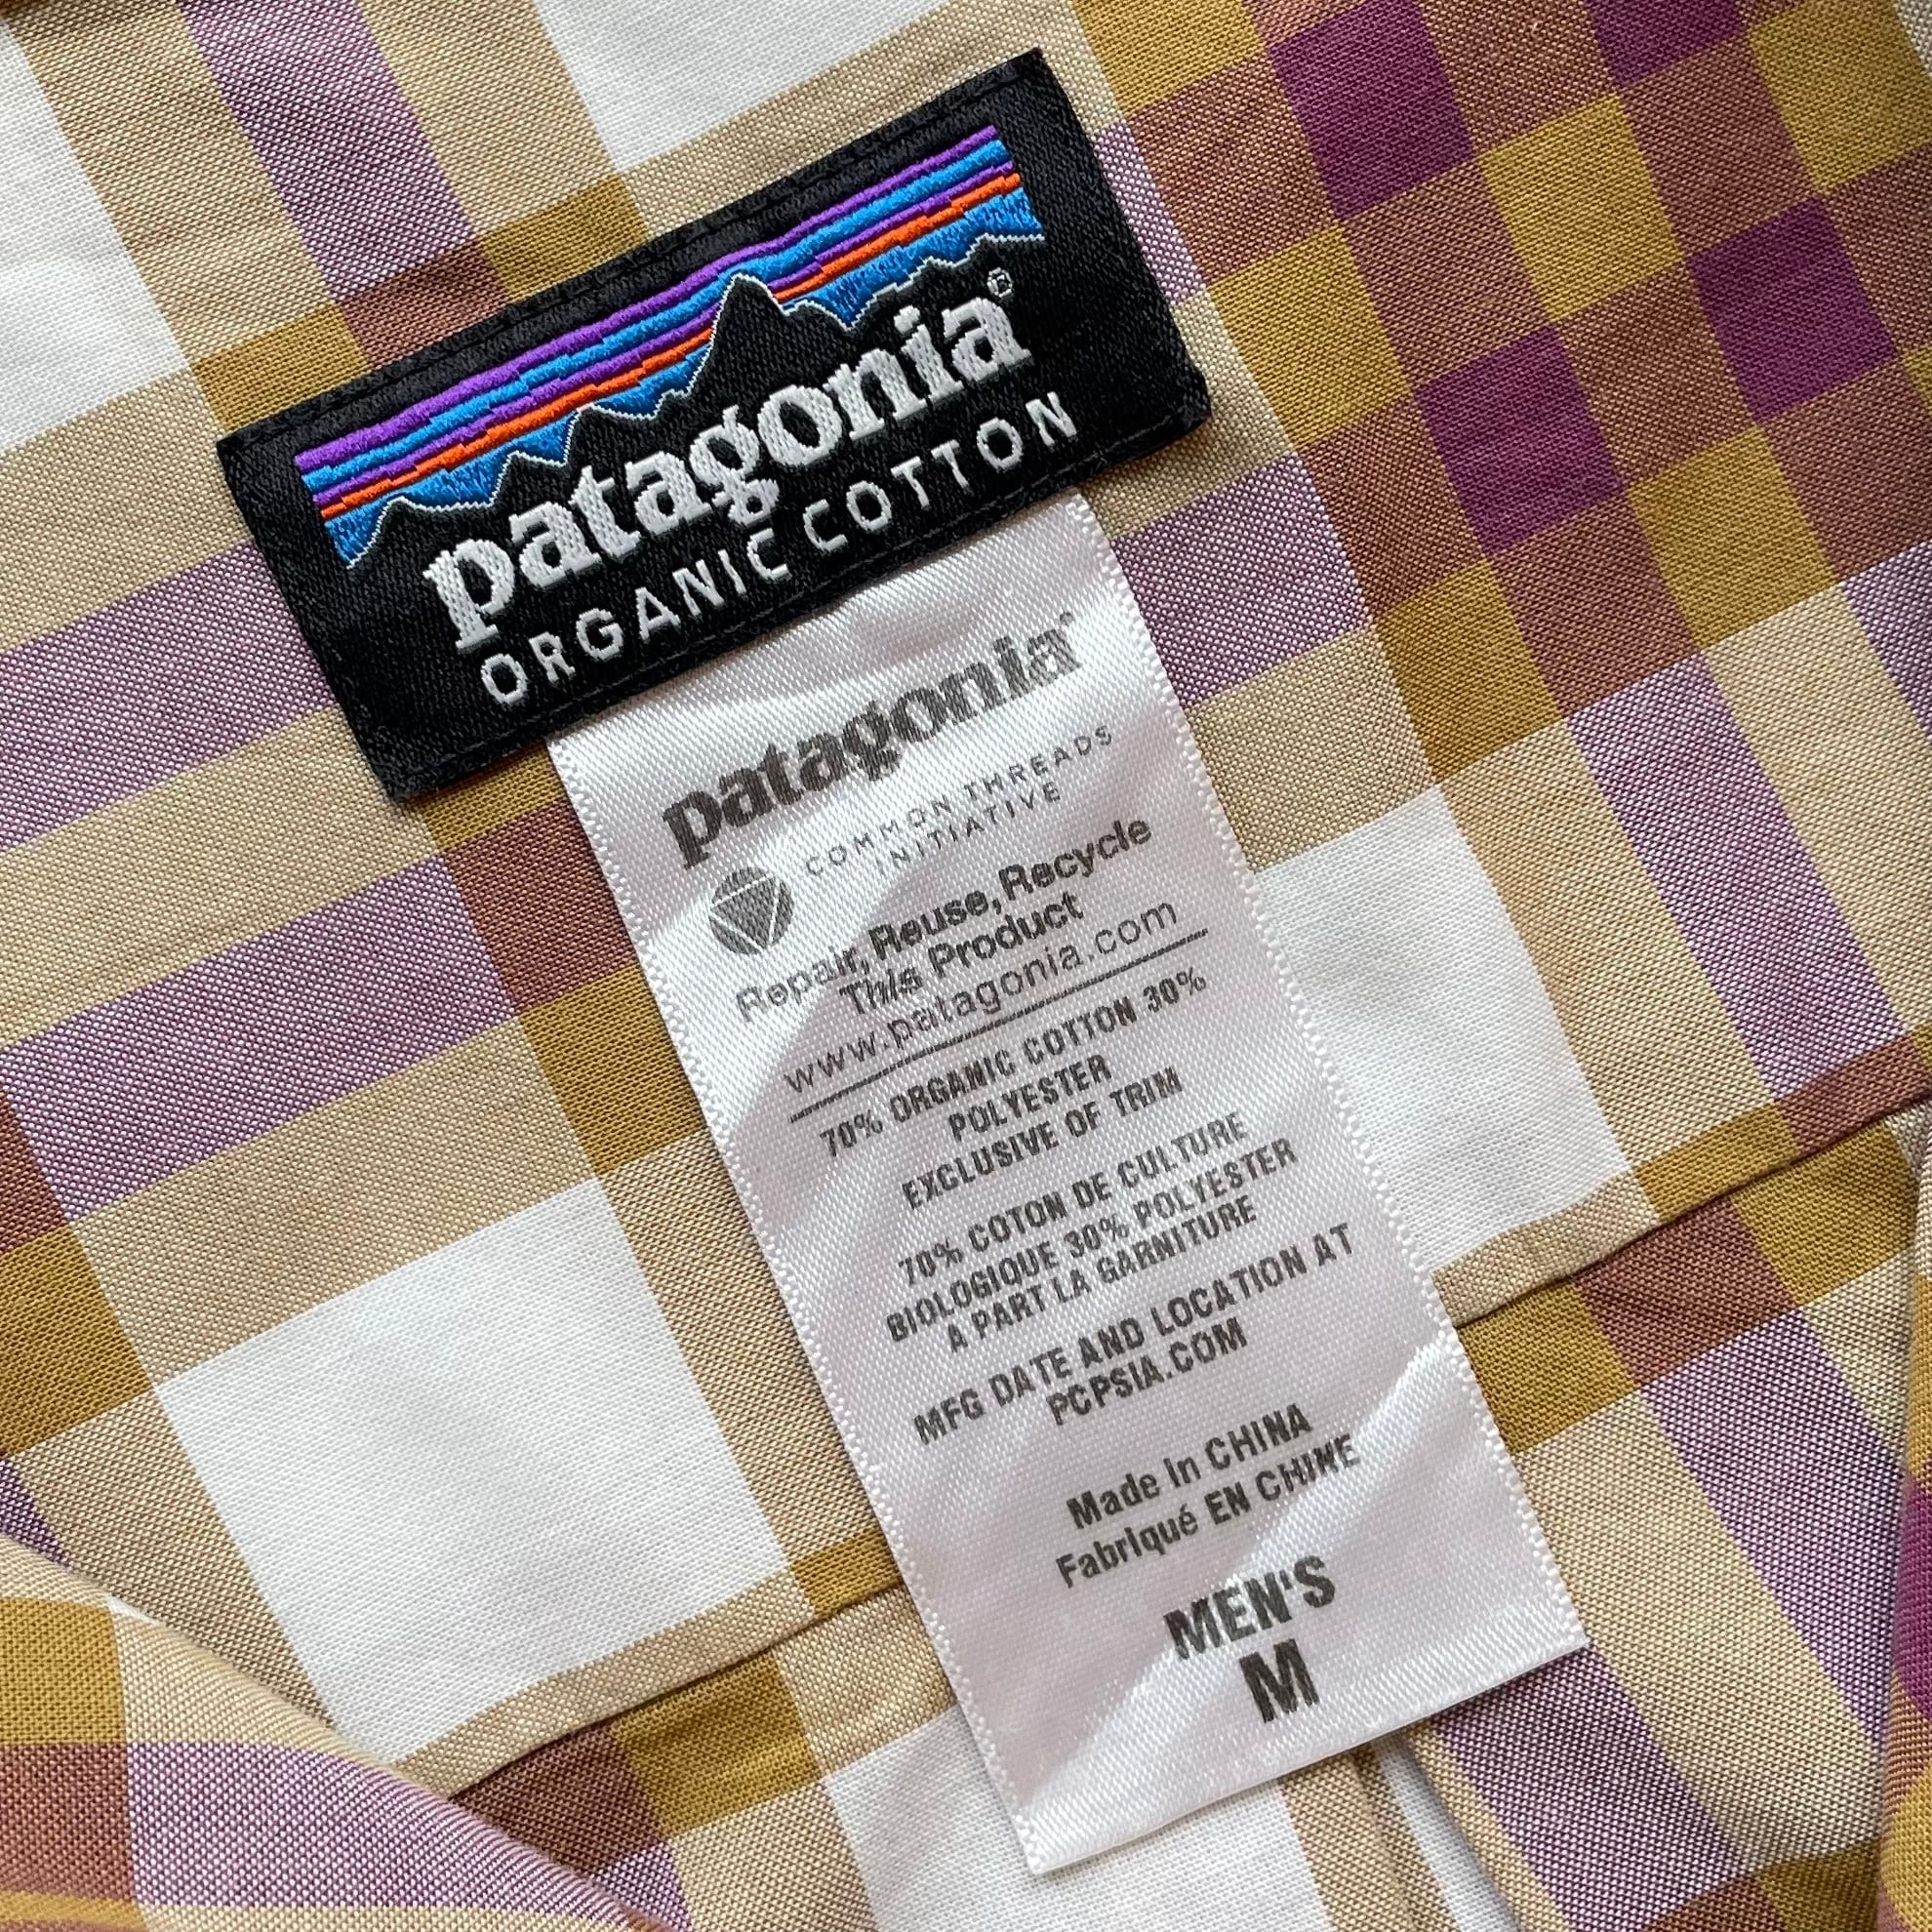 patagonia®
ORGANIC COTTON
patagonia®
COMMON THREADS
INITIATIVE
Repair, Reuse, Recycle
This Product
www.patagonia.com
70% ORGANIC COTTON 30%
POLYESTER
EXCLUSIVE OF TRIM
70% COTON DE CULTURE
BIOLOGIQUE 30% POLYESTER
A PART LA GARNITURE
MFG DATE AND LOCATION AT
PCPSIA.COM
Made in CHINA
Fabriqué EN CHINE
MEN'S
M